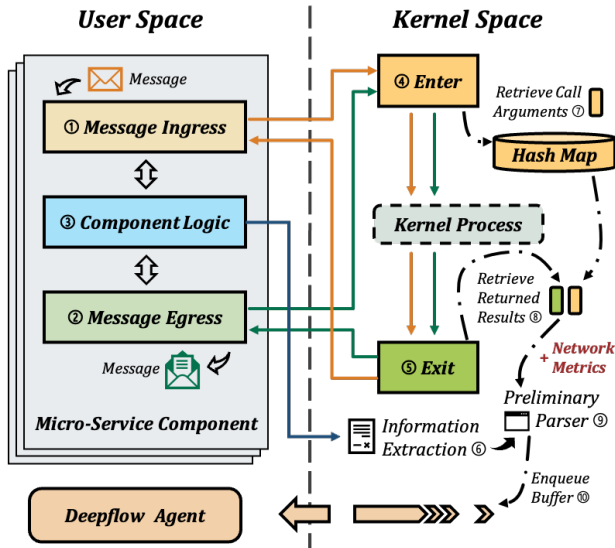 User Space
Kernel Space
Message
① Message Ingress
③ Component Logic
② Message Egress
Message
Micro-Service Component
Deepflow Agent
④ Enter
Retrieve Call
Arguments ⑦
Hash Map
Kernel Process
Retrieve
Returned
Results ⑧
⑤ Exit
+ Network
Metrics
Preliminary
Parser ⑨
Information
Extraction ⑥
Enqueue
Buffer ⑩